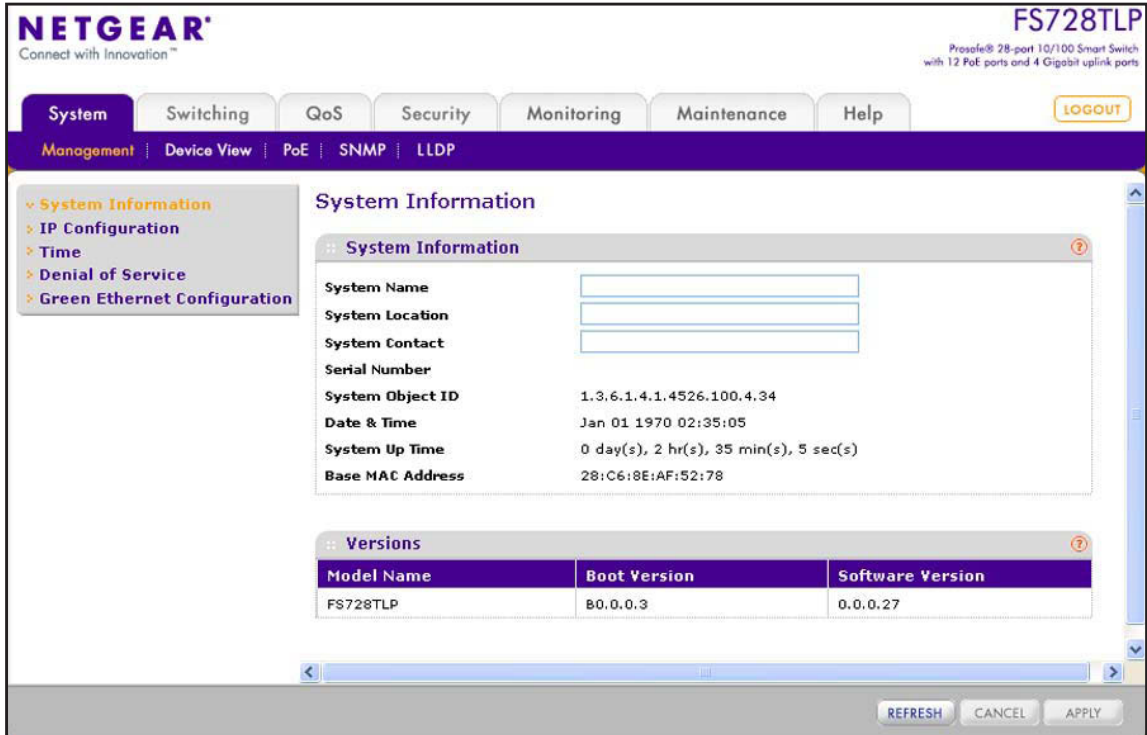 NETGEAR®
Connect with Innovation™
FS728TLP
Prosafe® 28-port 10/100 Smart Switch
with 12 PoE ports and 4 Gigabit uplink ports
System Switching QoS Security Monitoring Maintenance Help LOGOUT
Management Device View PoE SNMP LLDP
System Information
IP Configuration
Time
Denial of Service
Green Ethernet Configuration
System Information
System Information
System Name
System Location
System Contact
Serial Number
System Object ID 1.3.6.1.4.1.4526.100.4.34
Date & Time Jan 01 1970 02:35:05
System Up Time 0 day(s), 2 hr(s), 35 min(s), 5 sec(s)
Base MAC Address 28:C6:8E:AF:52:78
Versions
Model Name Boot Version Software Version
FS728TLP B0.0.0.3 0.0.0.27
REFRESH CANCEL APPLY